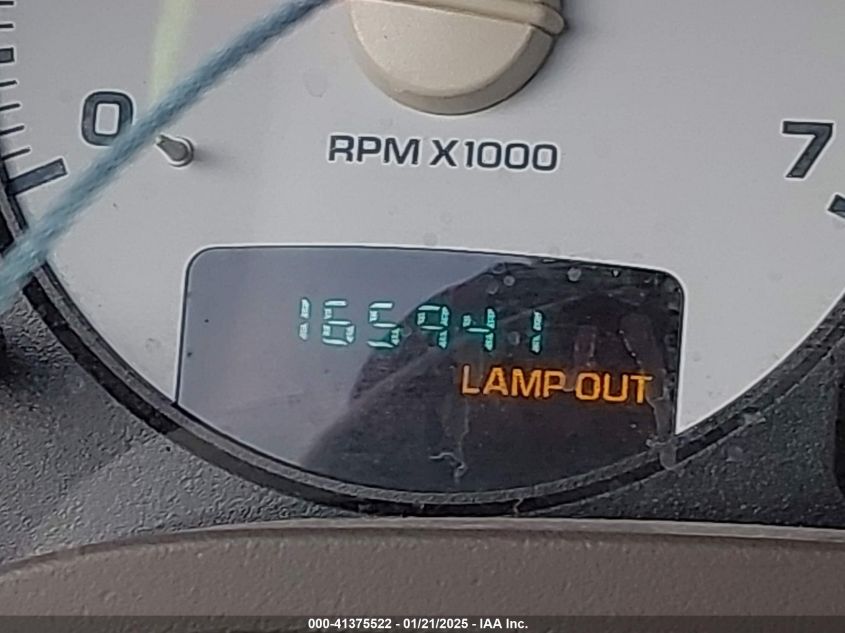 0
7
RPM X1000
165941
LAMP OUT
000-41375522 - 01/21/2025 - IAA Inc.